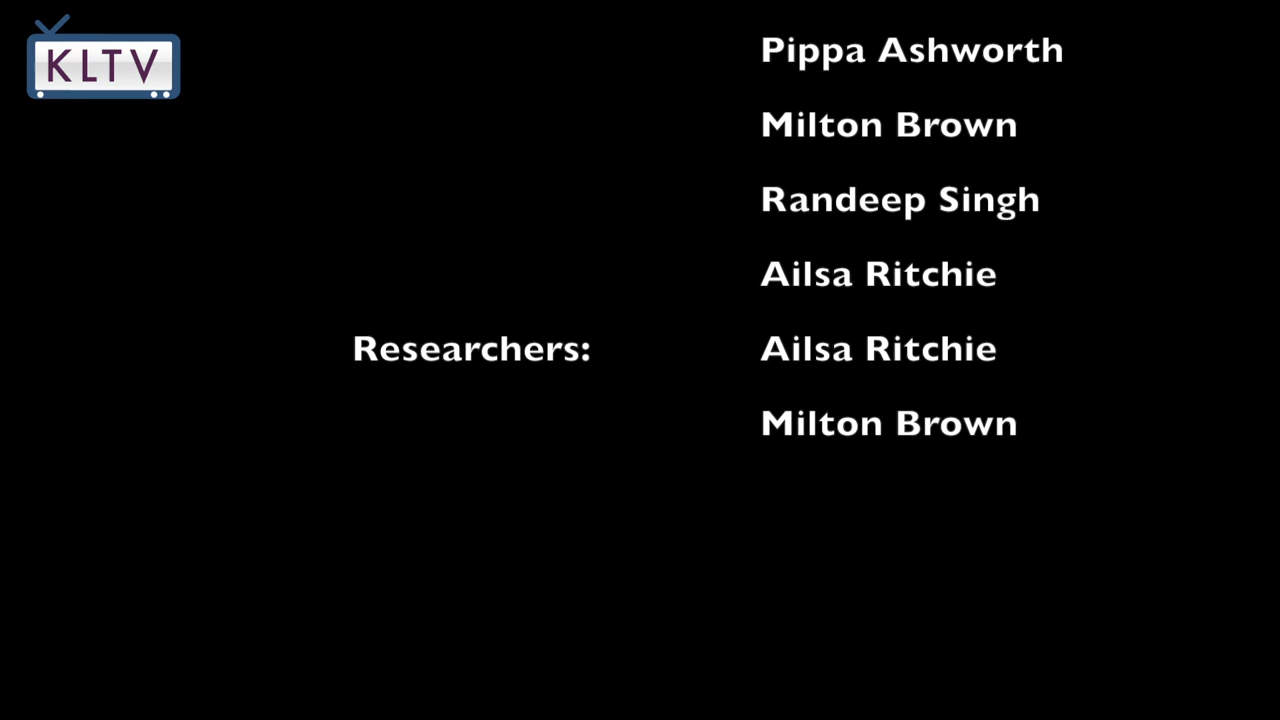 KLTV
Pippa Ashworth
Milton Brown
Randeep Singh
Ailsa Ritchie
Researchers: Ailsa Ritchie
Milton Brown